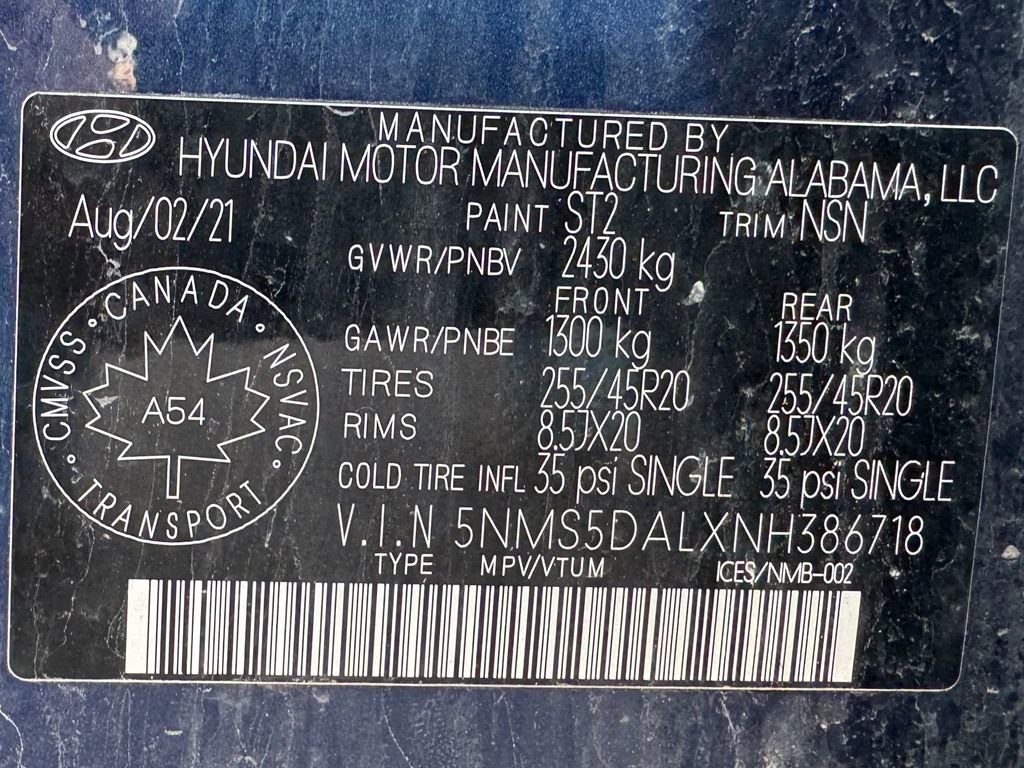 MANUFACTURED BY
HYUNDAI MOTOR MANUFACTURING ALABAMA, LLC
Aug/02/21 PAINT ST2 TRIM NSN
GVWR/PNBV 2430 kg
FRONT REAR
GAWR/PNBE 1300 kg 1350 kg
TIRES 255/45R20 255/45R20
RIMS 8.5JX20 8.5JX20
COLD TIRE INFL 35 psi SINGLE 35 psi SINGLE
V.I.N 5NMS5DALXNH386718
TYPE MPV/VTUM ICES/NMB-002
CMVSS • CANADA • NSVAC • TRANSPORT •
A54